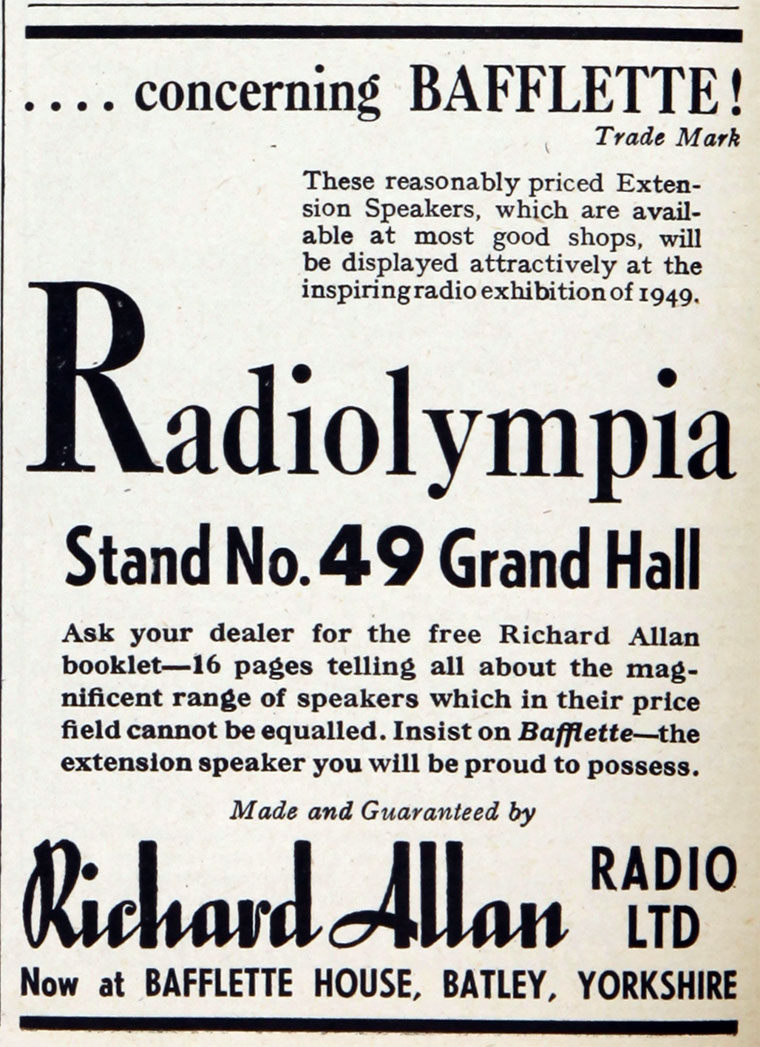 .... concerning BAFFLETTE!
Trade Mark
These reasonably priced Exten-
sion Speakers, which are avail-
able at most good shops, will
be displayed attractively at the
inspiring radio exhibition of 1949.
Radiolympia
Stand No. 49 Grand Hall
Ask your dealer for the free Richard Allan
booklet—16 pages telling all about the mag-
nificent range of speakers which in their price
field cannot be equalled. Insist on Bafflette—the
extension speaker you will be proud to possess.
Made and Guaranteed by
Richard Allan RADIO
LTD
Now at BAFFLETTE HOUSE, BATLEY, YORKSHIRE